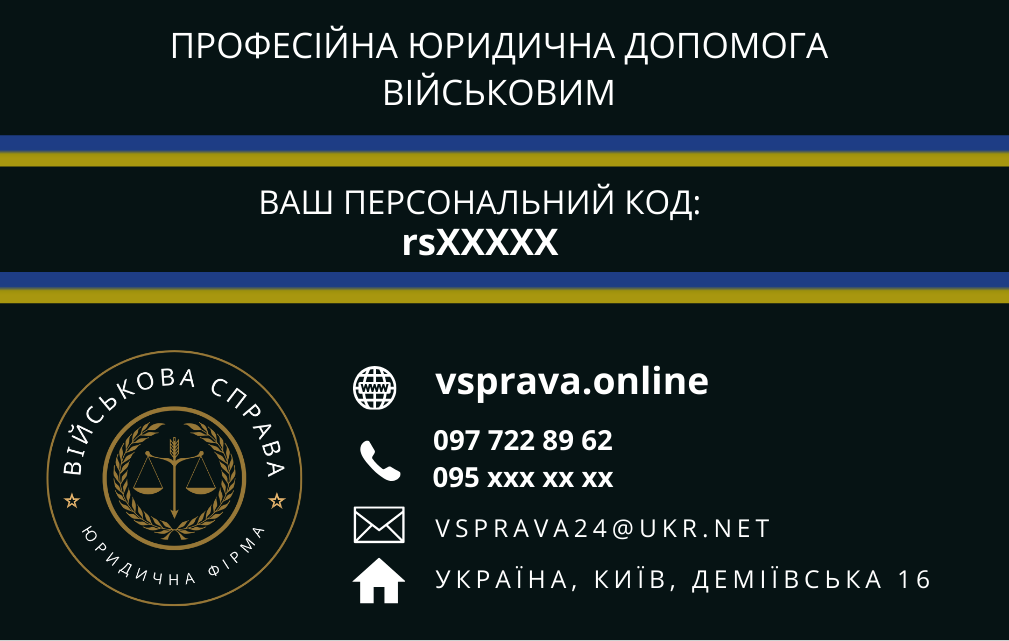 ПРОФЕСІЙНА ЮРИДИЧНА ДОПОМОГА
ВІЙСЬКОВИМ
ВАШ ПЕРСОНАЛЬНИЙ КОД:
rsXXXXX
ВІЙСЬКОВА СПРАВА
ЮРИДИЧНА ФІРМА
www
vsprava.online
097 722 89 62
095 xxx xx xx
VSPRAVA24@UKR.NET
УКРАЇНА, КИЇВ, ДЕМІЇВСЬКА 16